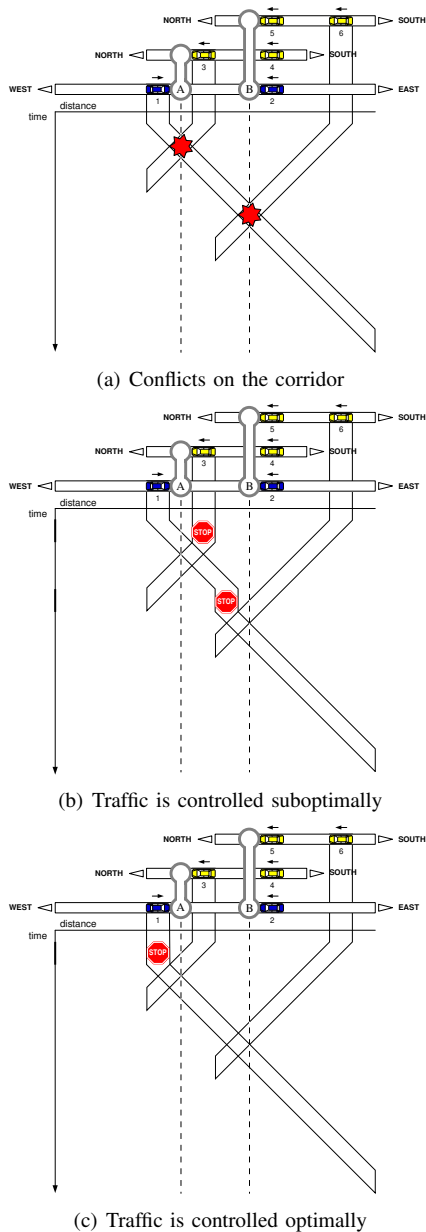 NORTH SOUTH
5 6
NORTH SOUTH
3 4
WEST A B EAST
1 2
distance
time
(a) Conflicts on the corridor
NORTH SOUTH
5 6
NORTH SOUTH
3 4
WEST A B EAST
1 2
distance
time
STOP
STOP
(b) Traffic is controlled suboptimally
NORTH SOUTH
5 6
NORTH SOUTH
3 4
WEST A B EAST
1 2
distance
time
STOP
(c) Traffic is controlled optimally